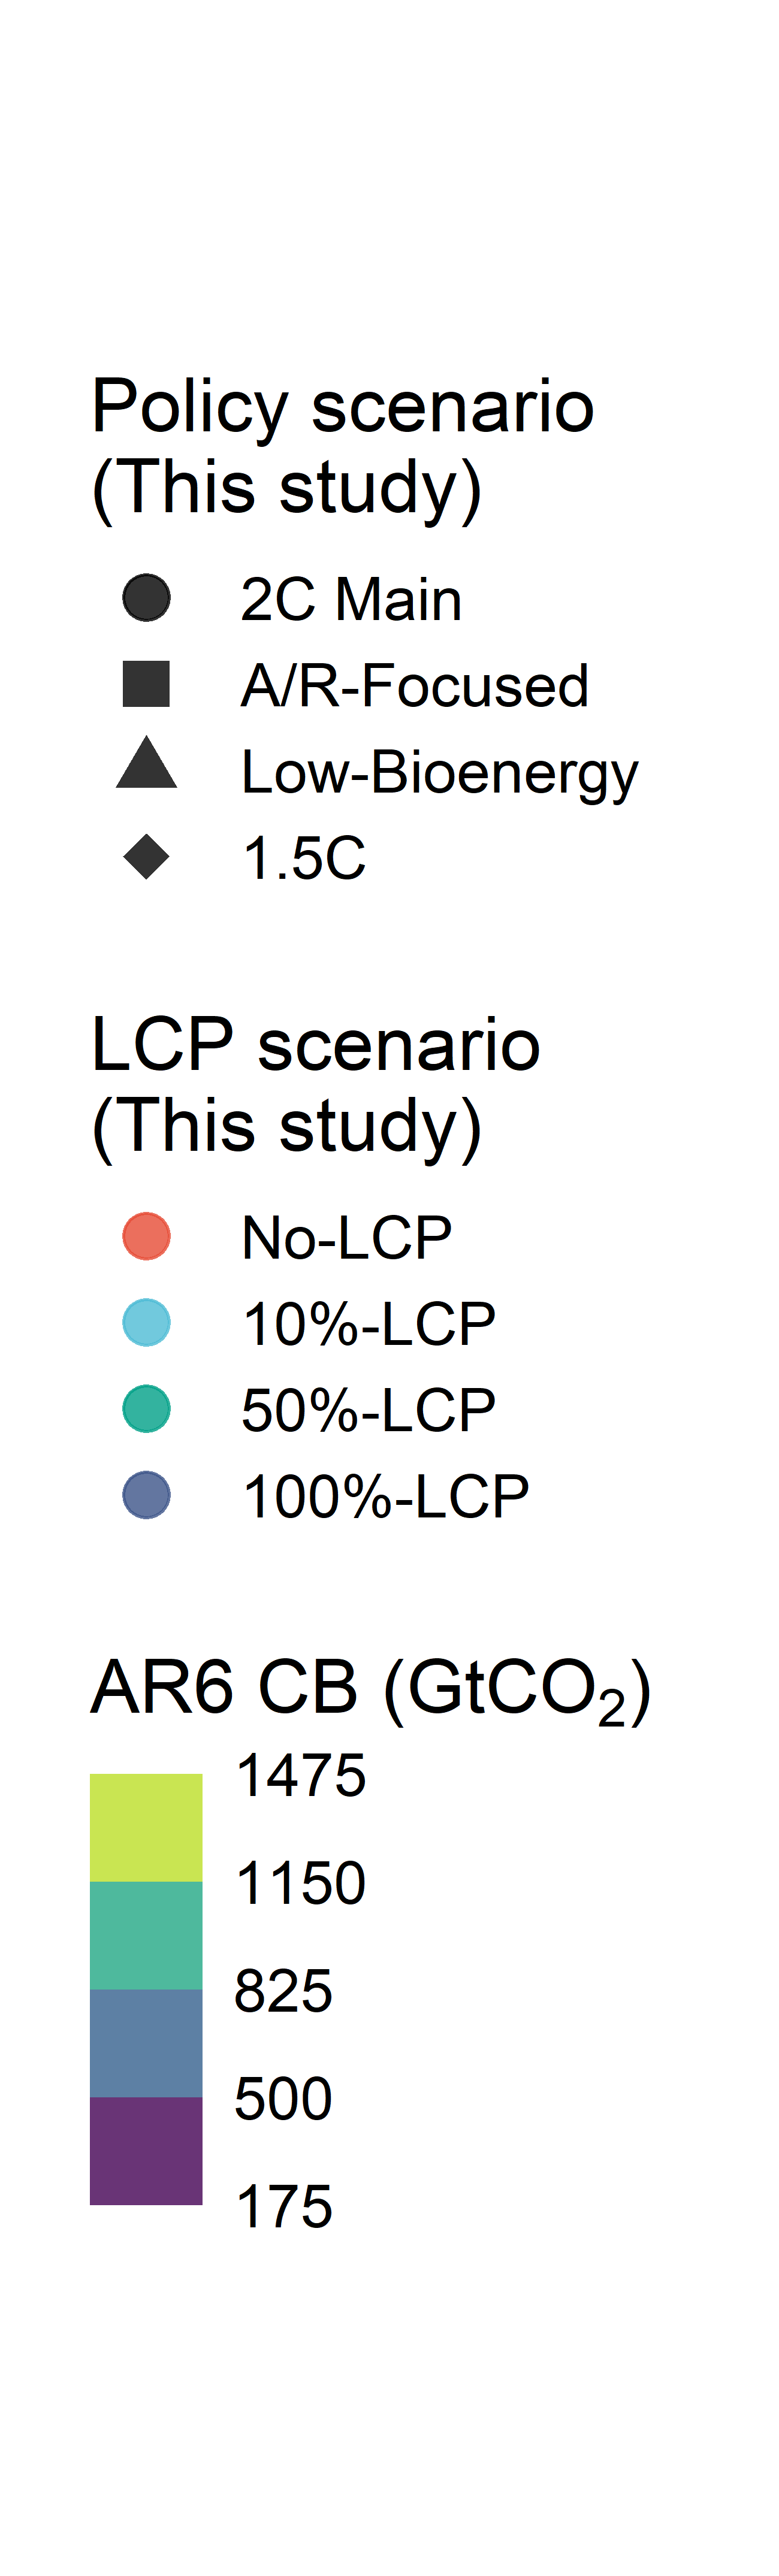 Policy scenario
(This study)
2C Main
A/R-Focused
Low-Bioenergy
1.5C
LCP scenario
(This study)
No-LCP
10%-LCP
50%-LCP
100%-LCP
AR6 CB (GtCO₂)
1475
1150
825
500
175